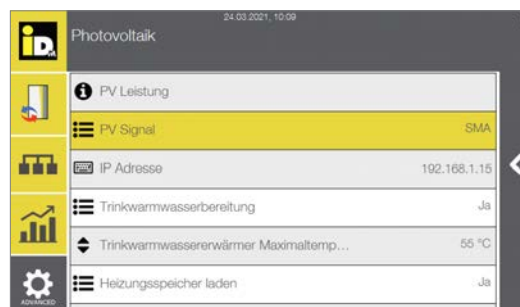 24.03.2021, 10:09
iDM
Photovoltaik
PV Leistung
PV Signal SMA
IP Adresse 192.168.1.15
Trinkwarmwasserbereitung Ja
Trinkwarmwassererwärmer Maximaltemp... 55 °C
Heizungsspeicher laden Ja
ADVANCED